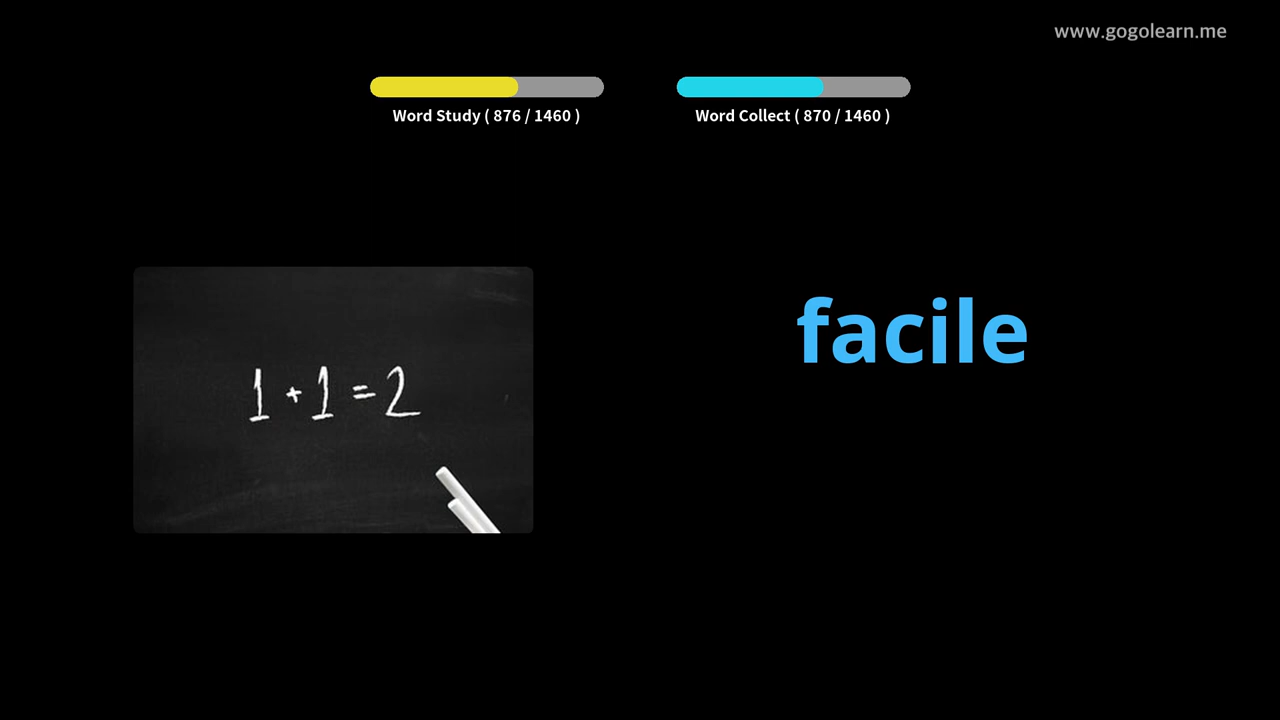 www.gogolearn.me
Word Study ( 876 / 1460 )
Word Collect ( 870 / 1460 )
1 + 1 = 2
facile